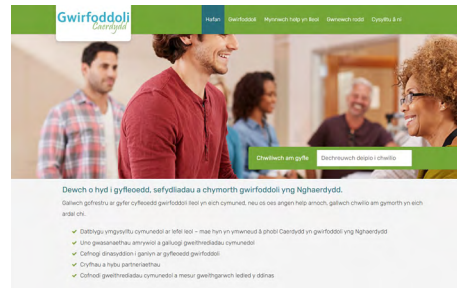 Gwirfoddoli
Caerdydd
Hafan Gwirfoddoli Mynnwch help yn lleol Gwnewch rodd Cysylltu â ni
Chwiliwch am gyfle Dechreuwch deipio i chwilio
Dewch o hyd i gyfleoedd, sefydliadau a chymorth gwirfoddoli yng Nghaerdydd.
Gallwch gofrestru ar gyfer cyfleoedd gwirfoddoli lleol yn eich cymuned, neu os oes angen help arnoch, gallwch chwilio am gymorth yn eich
ardal chi.
Datblygu ymgysylltu cymunedol ar lefel leol – mae hyn yn ymwneud â phobl Caerdydd yn gwirfoddoli yng Nghaerdydd
Uno gwasanaethau amrywiol a galluogi gweithrediadau cymunedol
Cefnogi dinasyddion i ganlyn ar gyfleoedd gwirfoddoli
Cryfhau a hybu partneriaethau
Cofnodi gweithrediadau cymunedol a mesur gweithgarwch ledled y ddinas